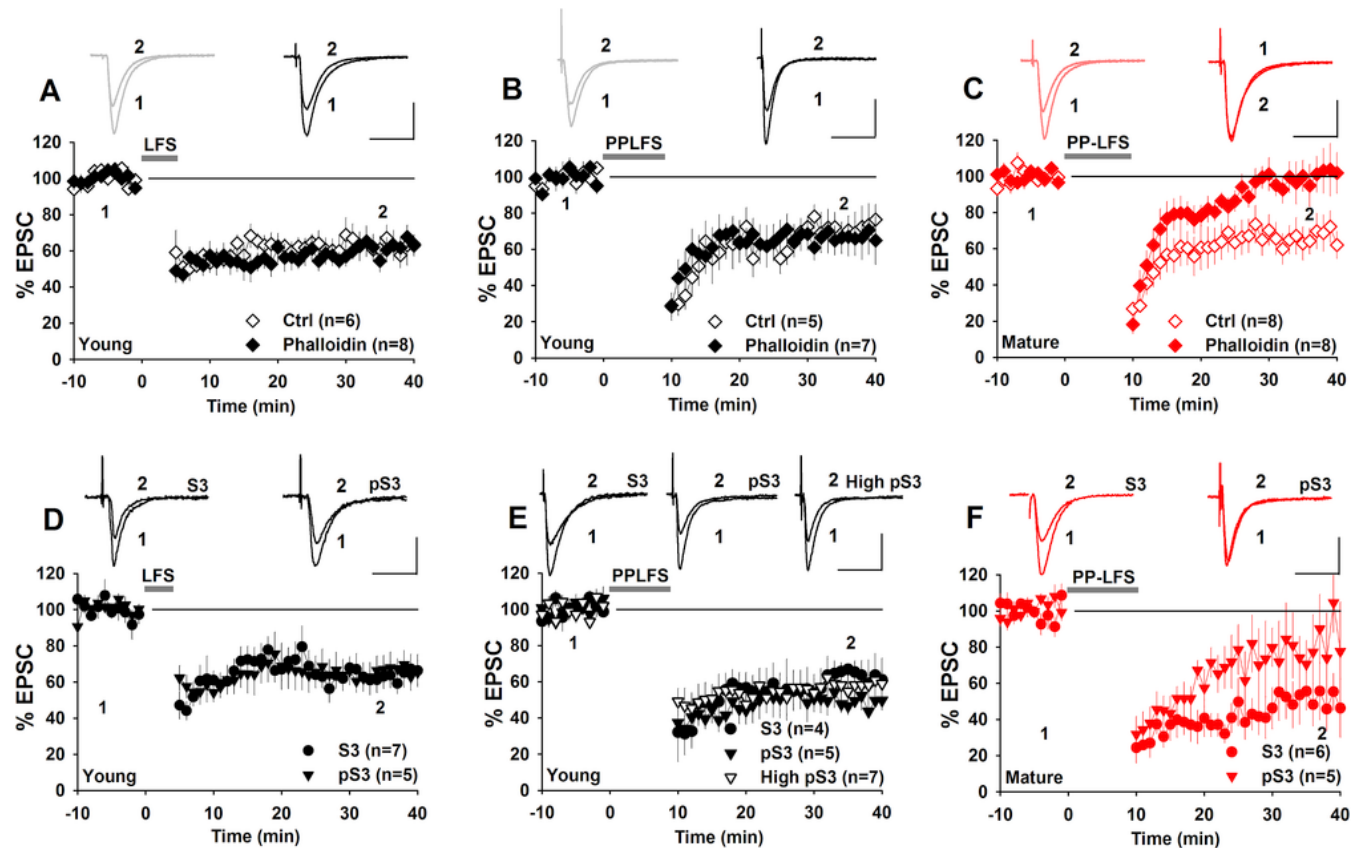 A
2
1
2
1
LFS
% EPSC
120
100
80
60
40
20
0
1
2
Ctrl (n=6)
Phalloidin (n=8)
Young
-10 0 10 20 30 40
Time (min)
B
2
1
2
1
PPLFS
% EPSC
120
100
80
60
40
20
0
1
2
Ctrl (n=5)
Phalloidin (n=7)
Young
-10 0 10 20 30 40
Time (min)
C
2
1
1
2
PP-LFS
% EPSC
120
100
80
60
40
20
0
1
2
Ctrl (n=8)
Phalloidin (n=8)
Mature
-10 0 10 20 30 40
Time (min)
D
2 S3
1
2 pS3
1
LFS
% EPSC
120
100
80
60
40
20
0
1
2
S3 (n=7)
pS3 (n=5)
Young
-10 0 10 20 30 40
Time (min)
E
2 S3
1
2 pS3
1
2 High pS3
1
PPLFS
% EPSC
120
100
80
60
40
20
0
1
2
S3 (n=4)
pS3 (n=5)
High pS3 (n=7)
Young
-10 0 10 20 30 40
Time (min)
F
2 S3
1
2 pS3
1
PP-LFS
% EPSC
120
100
80
60
40
20
0
1
2
S3 (n=6)
pS3 (n=5)
Mature
-10 0 10 20 30 40
Time (min)